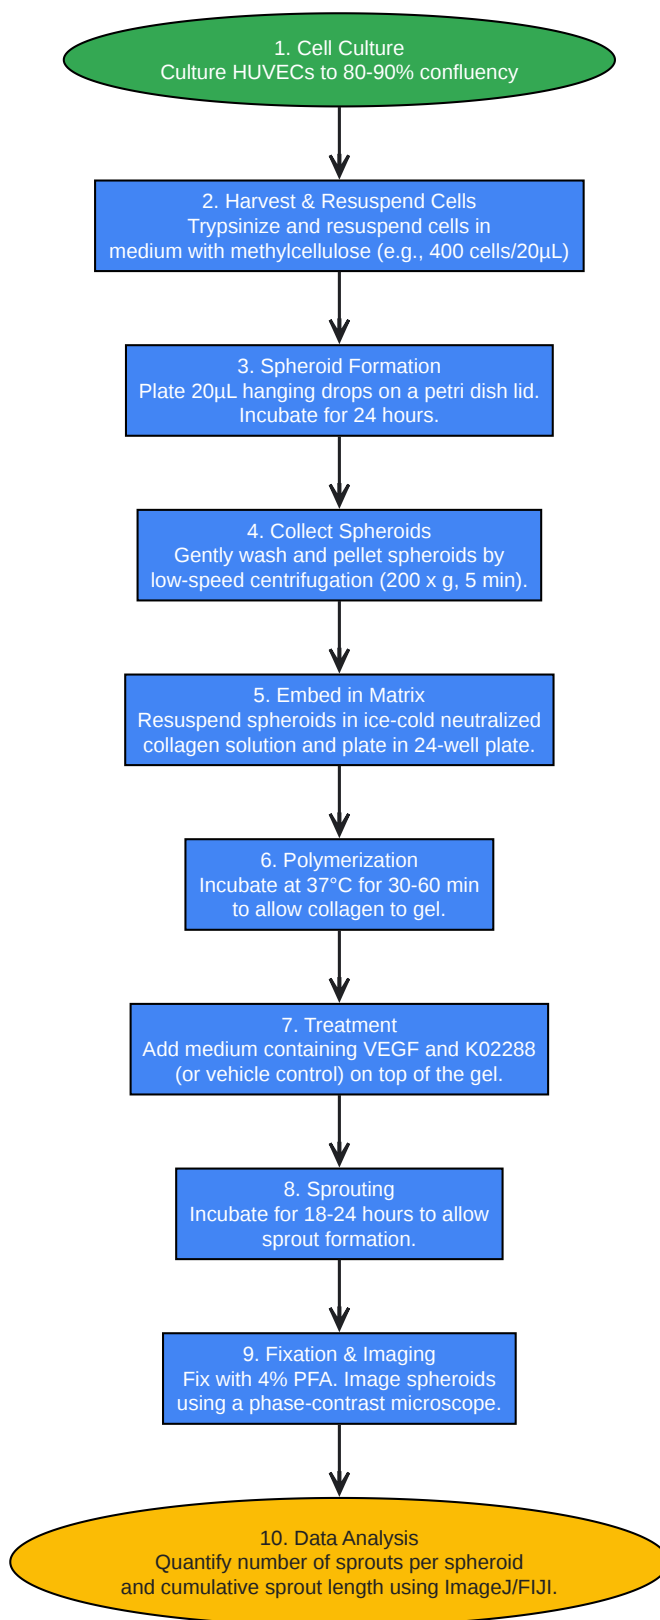 1. Cell Culture
Culture HUVECs to 80-90% confluency
2. Harvest & Resuspend Cells
Trypsinize and resuspend cells in
medium with methylcellulose (e.g., 400 cells/20µL)
3. Spheroid Formation
Plate 20µL hanging drops on a petri dish lid.
Incubate for 24 hours.
4. Collect Spheroids
Gently wash and pellet spheroids by
low-speed centrifugation (200 x g, 5 min).
5. Embed in Matrix
Resuspend spheroids in ice-cold neutralized
collagen solution and plate in 24-well plate.
6. Polymerization
Incubate at 37°C for 30-60 min
to allow collagen to gel.
7. Treatment
Add medium containing VEGF and K02288
(or vehicle control) on top of the gel.
8. Sprouting
Incubate for 18-24 hours to allow
sprout formation.
9. Fixation & Imaging
Fix with 4% PFA. Image spheroids
using a phase-contrast microscope.
10. Data Analysis
Quantify number of sprouts per spheroid
and cumulative sprout length using ImageJ/FIJI.